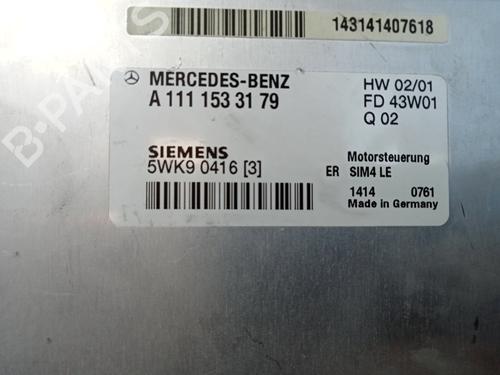 143141407618
MERCEDES-BENZ
A 111 153 31 79
HW 02/01
FD 43W01
Q 02
SIEMENS
5WK9 0416 [3]
Motorsteuerung
ER SIM4 LE
1414 0761
Made in Germany
B-PARTS